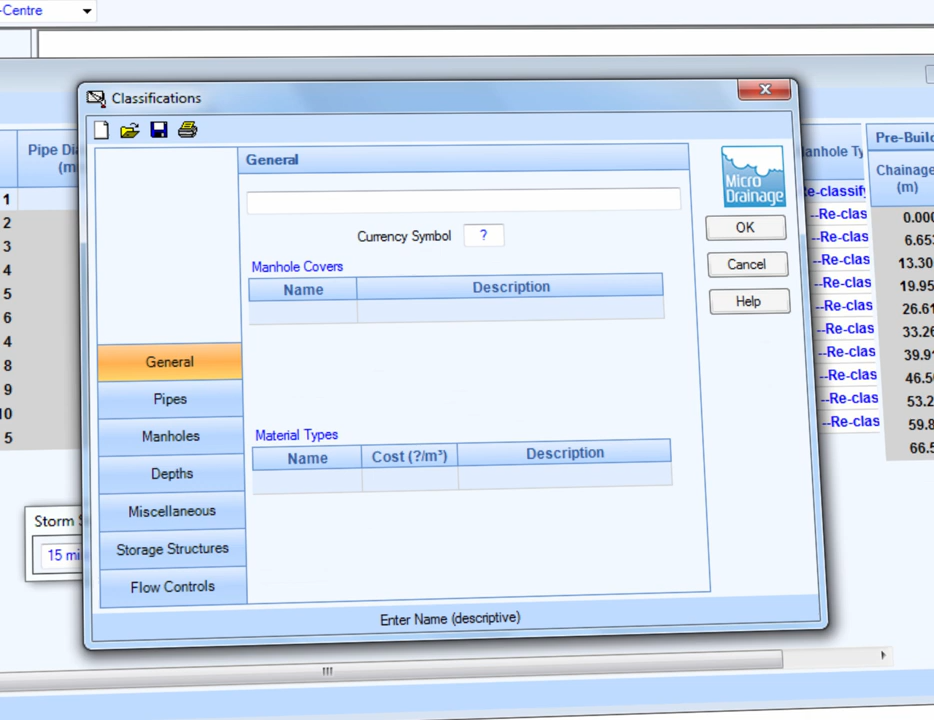 -Centre
Classifications
General
Currency Symbol ?
Manhole Covers
Name Description
Material Types
Name Cost (?/m³) Description
General
Pipes
Manholes
Depths
Miscellaneous
Storage Structures
Flow Controls
Enter Name (descriptive)
Micro
Drainage
OK
Cancel
Help
Pipe Di
(m
1
2
3
4
5
6
4
8
9
10
5
Storm
15 mi
anhole Ty
e-classify
--Re-clas
--Re-clas
--Re-clas
--Re-clas
--Re-clas
--Re-clas
--Re-clas
--Re-clas
--Re-clas
--Re-clas
Pre-Build
Chainage
(m)
0.000
6.653
13.30
19.95
26.61
33.26
39.91
46.56
53.2
59.8
66.5